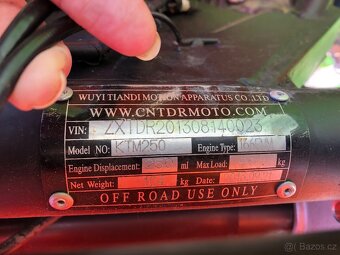 WUYI TIANDI MOTION APPARATUS CO.,LTD
WWW.CNTDRMOTO.COM
VIN: ZXTDR201308140023
Model NO: KTM250 Engine Type:
Engine Displacement: ml Max Load: kg
Net Weight: kg Date:
OFF ROAD USE ONLY
bazos.cz